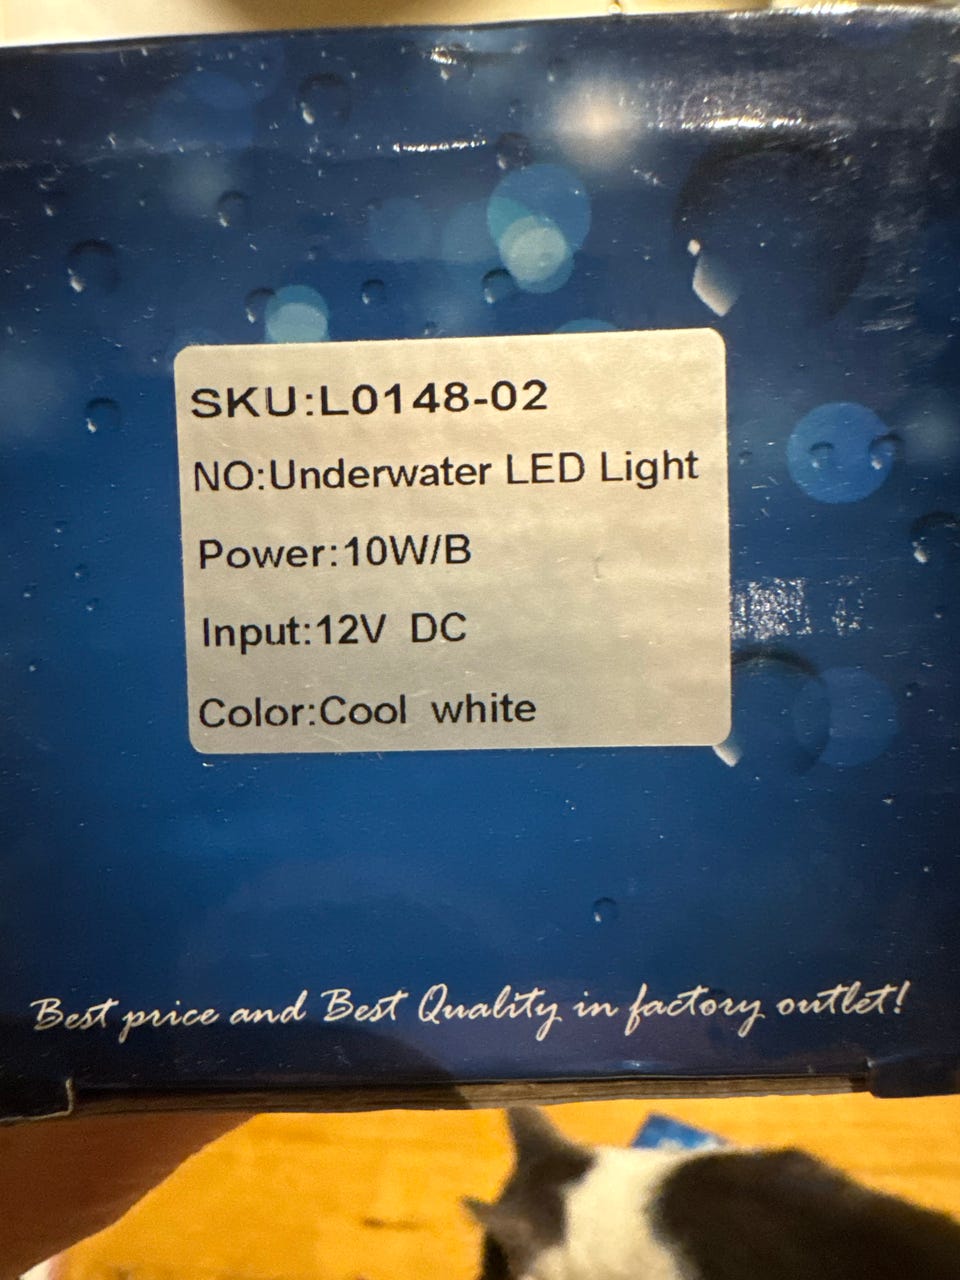 SKU:L0148-02
NO:Underwater LED Light
Power:10W/B
Input:12V DC
Color:Cool white
Best price and Best Quality in factory outlet!